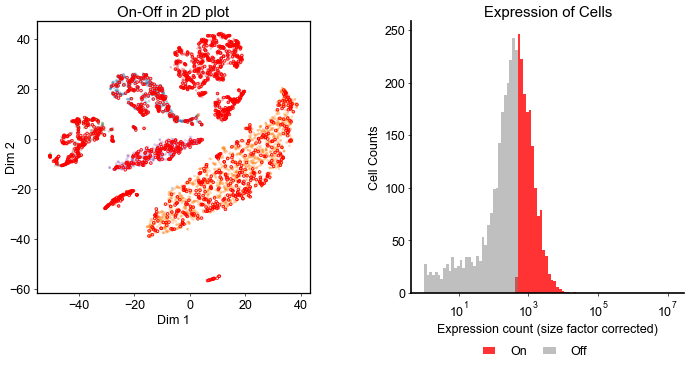 On-Off in 2D plot
Dim 2
40
20
0
−20
−40
−60
−40 −20 0 20 40
Dim 1
Expression of Cells
Cell Counts
250
200
150
100
50
0
10^1 10^3 10^5 10^7
Expression count (size factor corrected)
On Off